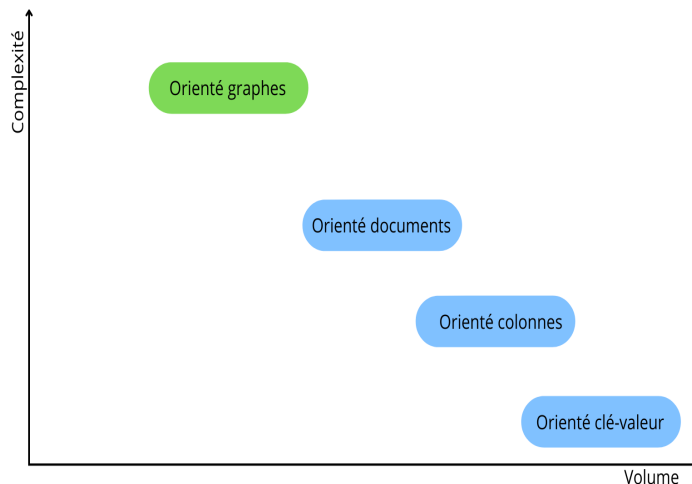 Complexité
Orienté graphes
Orienté documents
Orienté colonnes
Orienté clé-valeur
Volume